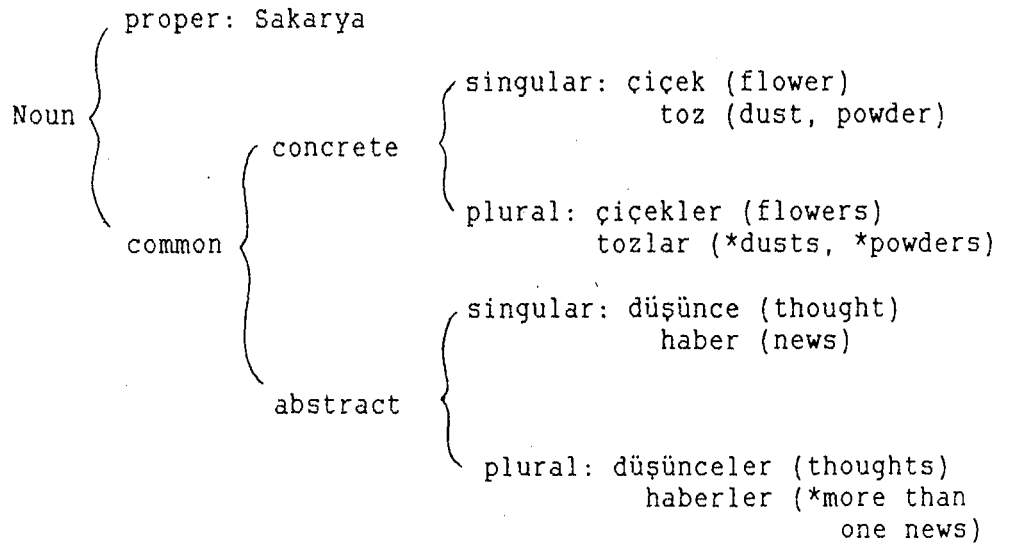 proper: Sakarya
singular: çiçek (flower)
Noun
toz (dust, powder)
concrete
plural: çiçekler (flowers)
common
tozlar (*dusts, *powders)
singular: düşünce (thought)
haber (news)
abstract
plural: düşünceler (thoughts)
haberler (*more than
one news)